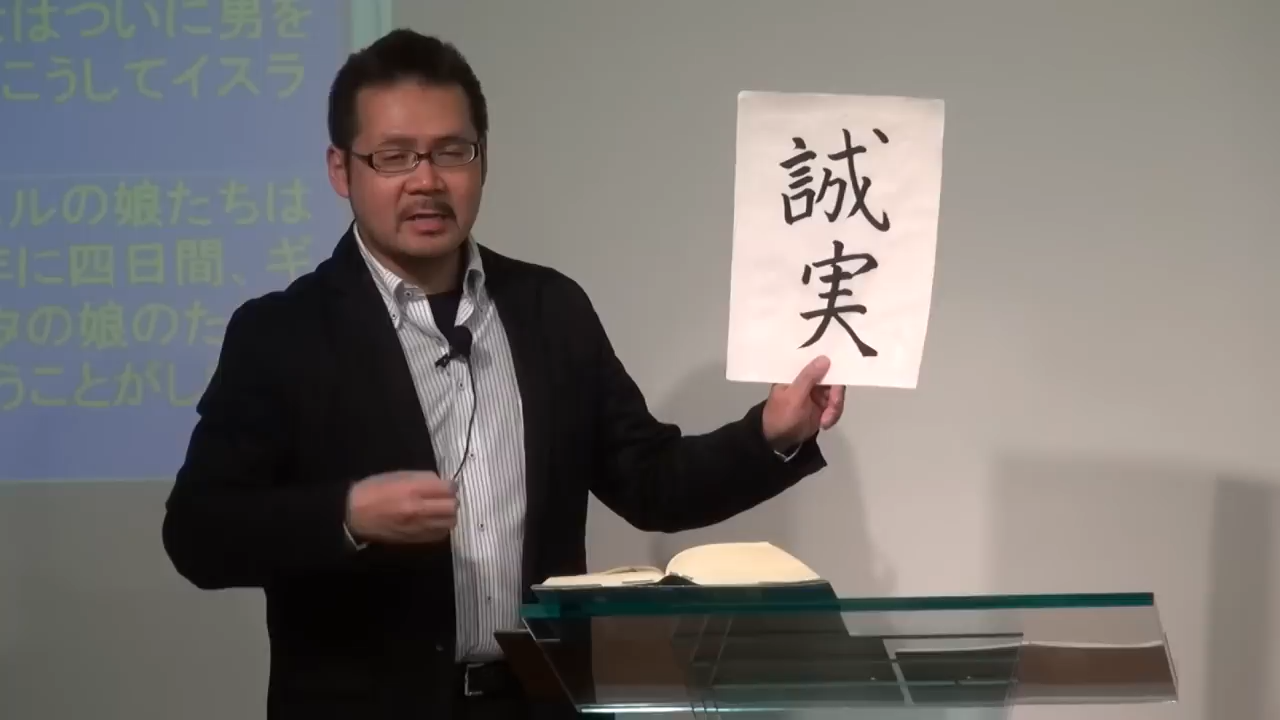 はついに男を
こうしてイスラ
ルの娘たちは
に四日間、ギ
の娘のた
うことがし
誠
実